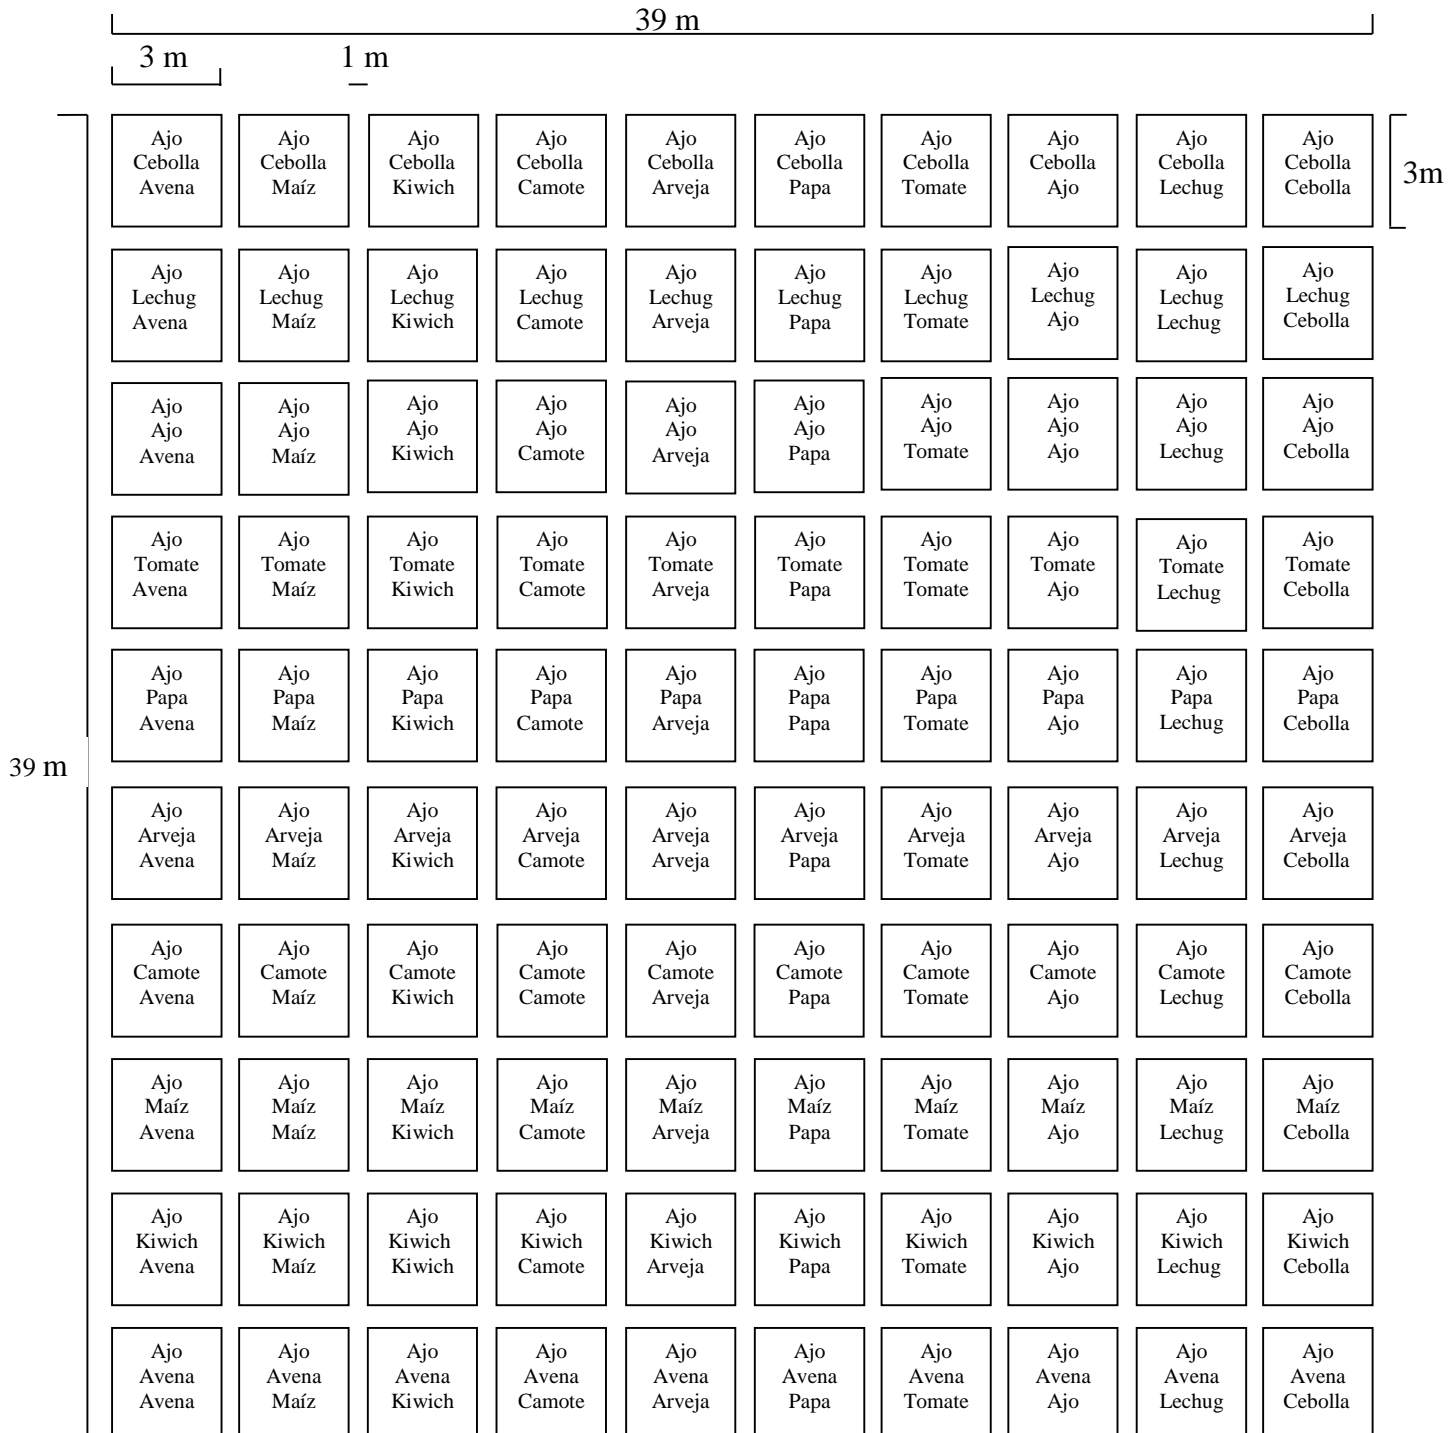 39 m
3 m
1 m
Ajo Ajo Ajo Ajo Ajo Ajo Ajo Ajo Ajo Ajo
Cebolla Cebolla Cebolla Cebolla Cebolla Cebolla Cebolla Cebolla Cebolla Cebolla
Avena Maíz Kiwich Camote Arveja Papa Tomate Ajo Lechug Cebolla
3m
Ajo Ajo Ajo Ajo Ajo Ajo Ajo Ajo Ajo Ajo
Lechug Lechug Lechug Lechug Lechug Lechug Lechug Lechug Lechug Lechug
Avena Maíz Kiwich Camote Arveja Papa Tomate Ajo Lechug Cebolla
Ajo Ajo Ajo Ajo Ajo Ajo Ajo Ajo Ajo Ajo
Ajo Ajo Ajo Ajo Ajo Ajo Ajo Ajo Ajo Ajo
Avena Maíz Kiwich Camote Arveja Papa Tomate Ajo Lechug Cebolla
Ajo Ajo Ajo Ajo Ajo Ajo Ajo Ajo Ajo Ajo
Tomate Tomate Tomate Tomate Tomate Tomate Tomate Tomate Tomate Tomate
Avena Maíz Kiwich Camote Arveja Papa Tomate Ajo Lechug Cebolla
Ajo Ajo Ajo Ajo Ajo Ajo Ajo Ajo Ajo Ajo
Papa Papa Papa Papa Papa Papa Papa Papa Papa Papa
Avena Maíz Kiwich Camote Arveja Papa Tomate Ajo Lechug Cebolla
39 m
Ajo Ajo Ajo Ajo Ajo Ajo Ajo Ajo Ajo Ajo
Arveja Arveja Arveja Arveja Arveja Arveja Arveja Arveja Arveja Arveja
Avena Maíz Kiwich Camote Arveja Papa Tomate Ajo Lechug Cebolla
Ajo Ajo Ajo Ajo Ajo Ajo Ajo Ajo Ajo Ajo
Camote Camote Camote Camote Camote Camote Camote Camote Camote Camote
Avena Maíz Kiwich Camote Arveja Papa Tomate Ajo Lechug Cebolla
Ajo Ajo Ajo Ajo Ajo Ajo Ajo Ajo Ajo Ajo
Maíz Maíz Maíz Maíz Maíz Maíz Maíz Maíz Maíz Maíz
Avena Maíz Kiwich Camote Arveja Papa Tomate Ajo Lechug Cebolla
Ajo Ajo Ajo Ajo Ajo Ajo Ajo Ajo Ajo Ajo
Kiwich Kiwich Kiwich Kiwich Kiwich Kiwich Kiwich Kiwich Kiwich Kiwich
Avena Maíz Kiwich Camote Arveja Papa Tomate Ajo Lechug Cebolla
Ajo Ajo Ajo Ajo Ajo Ajo Ajo Ajo Ajo Ajo
Avena Avena Avena Avena Avena Avena Avena Avena Avena Avena
Avena Maíz Kiwich Camote Arveja Papa Tomate Ajo Lechug Cebolla